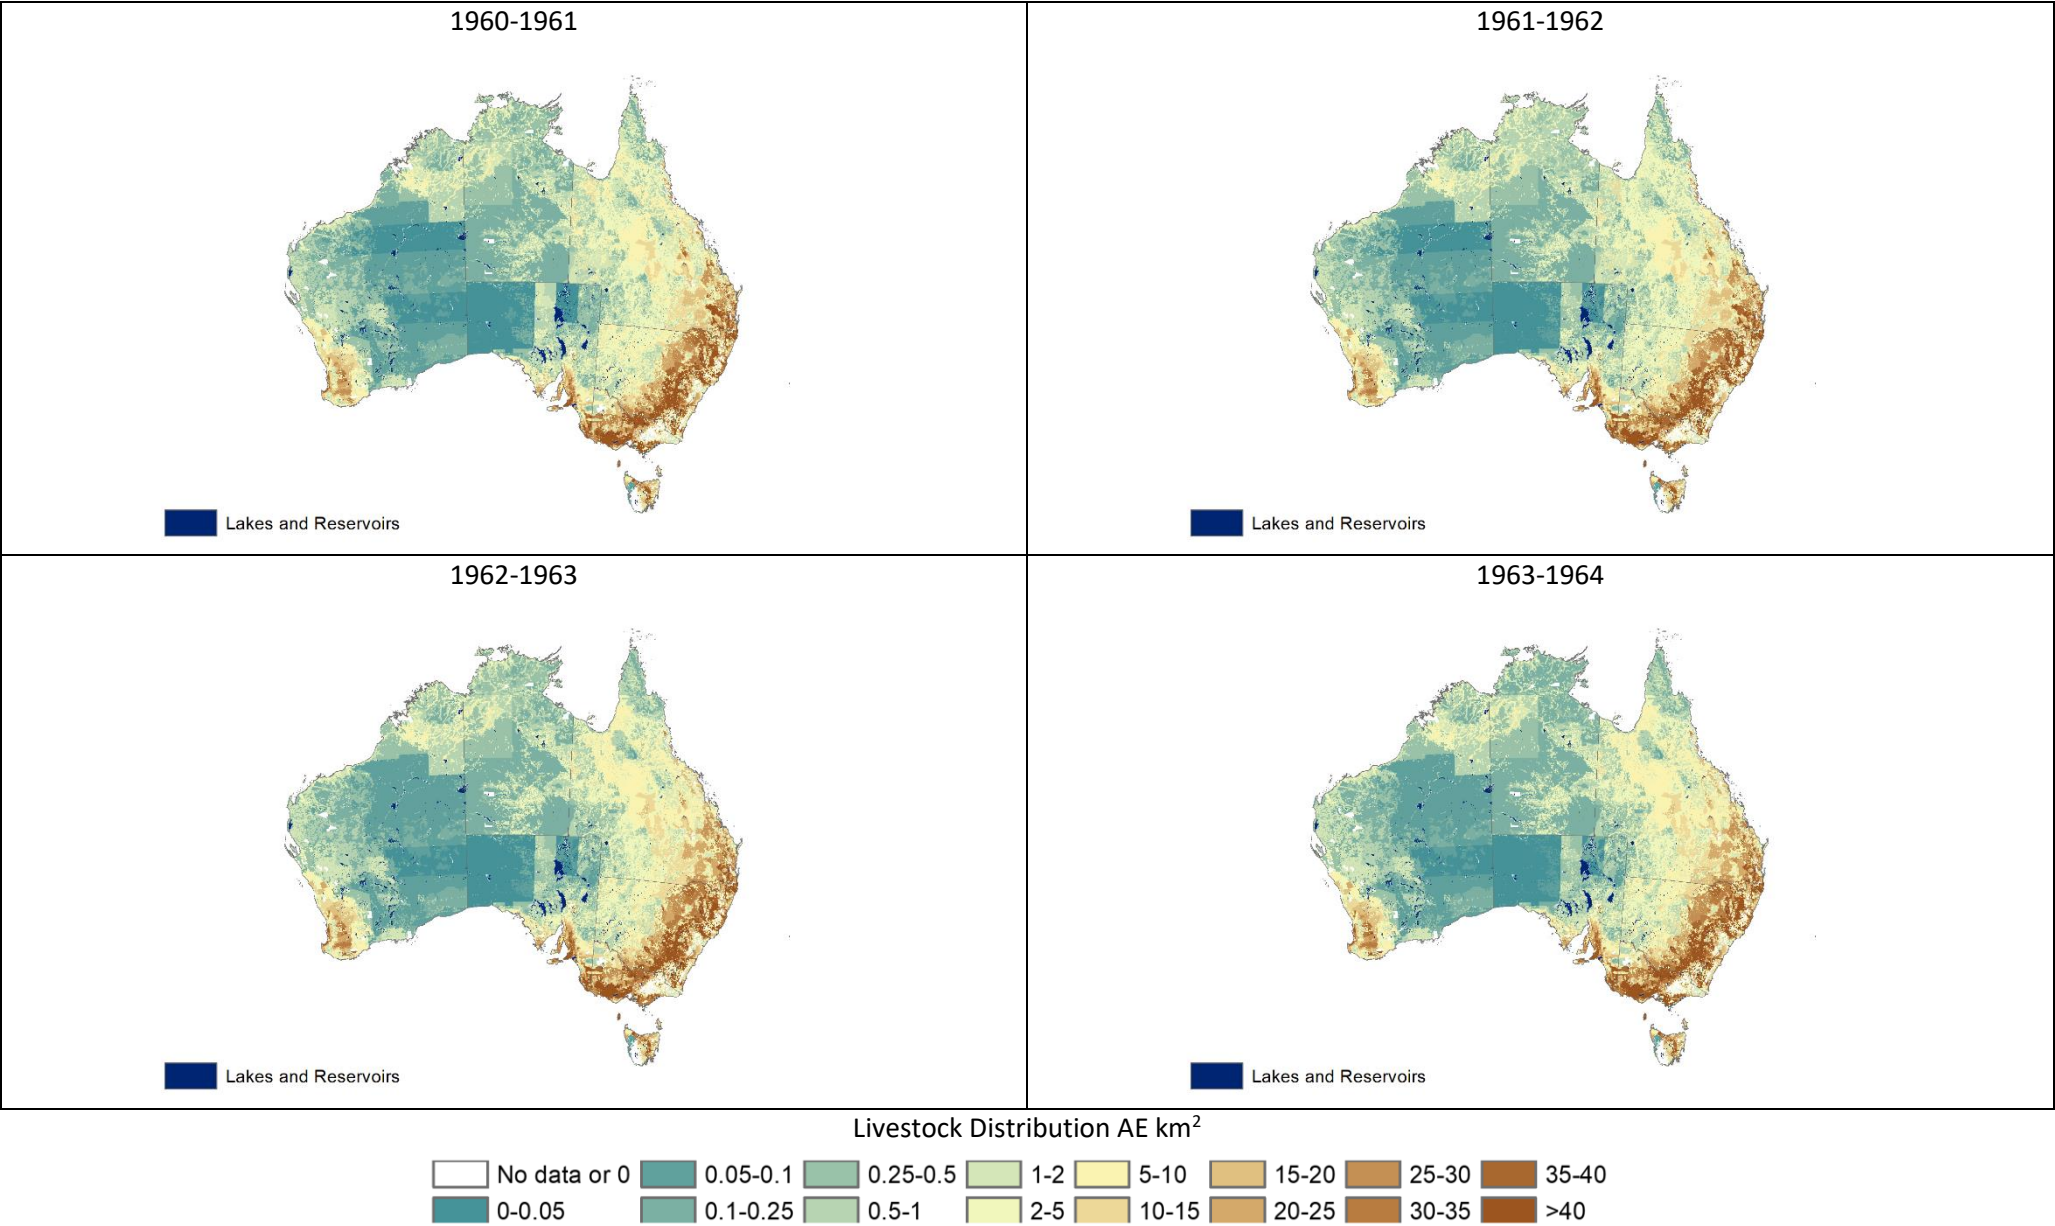 1960-1961
1961-1962
Lakes and Reservoirs
Lakes and Reservoirs
1962-1963
1963-1964
Lakes and Reservoirs
Lakes and Reservoirs
Livestock Distribution AE km²
No data or 0 0.05-0.1 0.25-0.5 1-2 5-10 15-20 25-30 35-40
0-0.05 0.1-0.25 0.5-1 2-5 10-15 20-25 30-35 >40